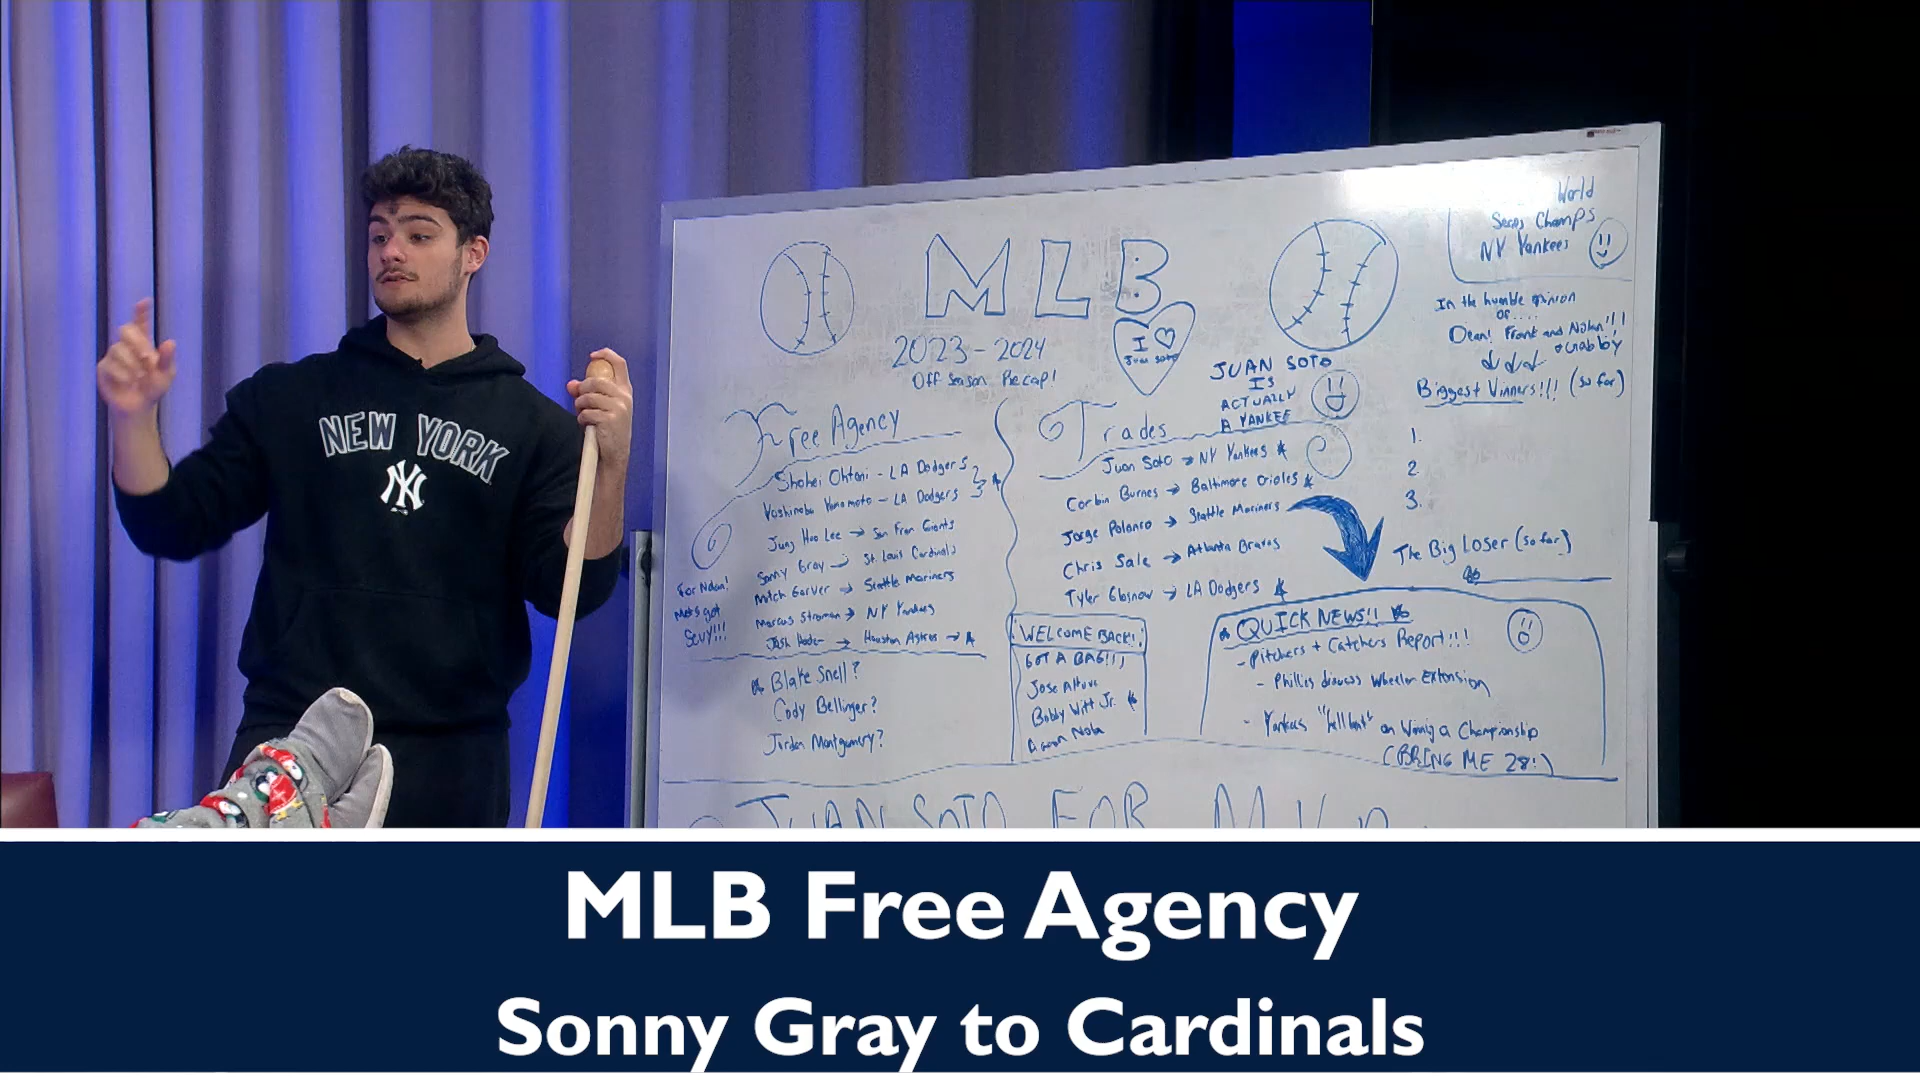 World
Series Champs
NY Yankees
MLB
I ♡
Juan Soto
2023-2024
Off Season Recap!
In the humble opinion
of....
Dean! Frank and Nolan!!!
Biggest Winners!!! (so far)
1.
2.
3.
The Big Loser (so far)
JUAN SOTO
IS
ACTUALLY
A YANKEE
Free Agency
Shohei Ohtani - LA Dodgers
Yoshinobu Yamamoto - LA Dodgers
Jung Hoo Lee → San Fran Giants
Sonny Gray → St. Louis Cardinals
Mitch Garver → Seattle Mariners
Marcus Stroman → NY Yankees
Josh Hader → Houston Astros →
For Nolan!
Mets got
Sevy!!!
Blake Snell?
Cody Bellinger?
Jordan Montgomery?
Trades
Juan Soto → NY Yankees
Corbin Burnes → Baltimore Orioles
Jorge Polanco → Seattle Mariners
Chris Sale → Atlanta Braves
Tyler Glasnow → LA Dodgers
WELCOME BACK!!
GOT A BAG!!!
Jose Altuve
Bobby Witt Jr.
Aaron Nola
QUICK NEWS!!
- Pitchers + Catchers Report!!!
- Phillies discuss Wheeler Extension
- Yankees "hell bent" on Winning a Championship
(BRING ME 28!)
JUAN SOTO FOR MVP
NEW YORK
NY
MLB Free Agency
Sonny Gray to Cardinals